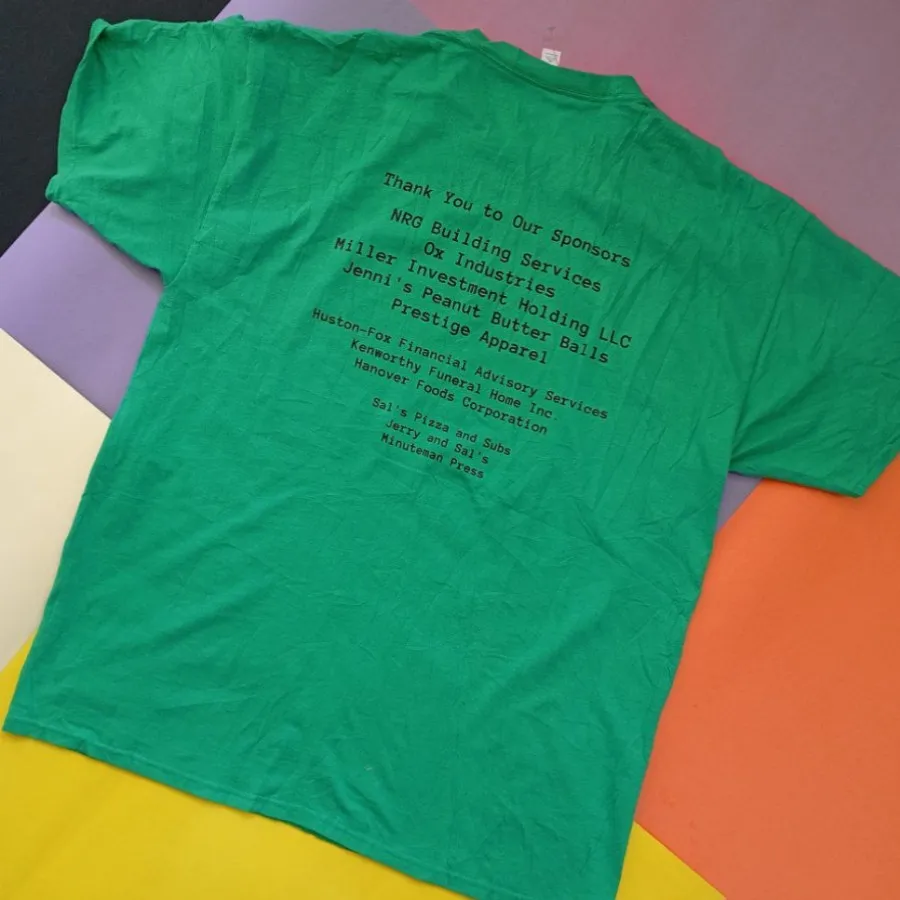 Thank You to Our Sponsors
NRG Building Services
Ox Industries
Miller Investment Holding LLC
Jenni's Peanut Butter Balls
Prestige Apparel
Huston-Fox Financial Advisory Services
Kenworthy Funeral Home Inc.
Hanover Foods Corporation
Sal's Pizza and Subs
Jerry and Sal's
Minuteman Press